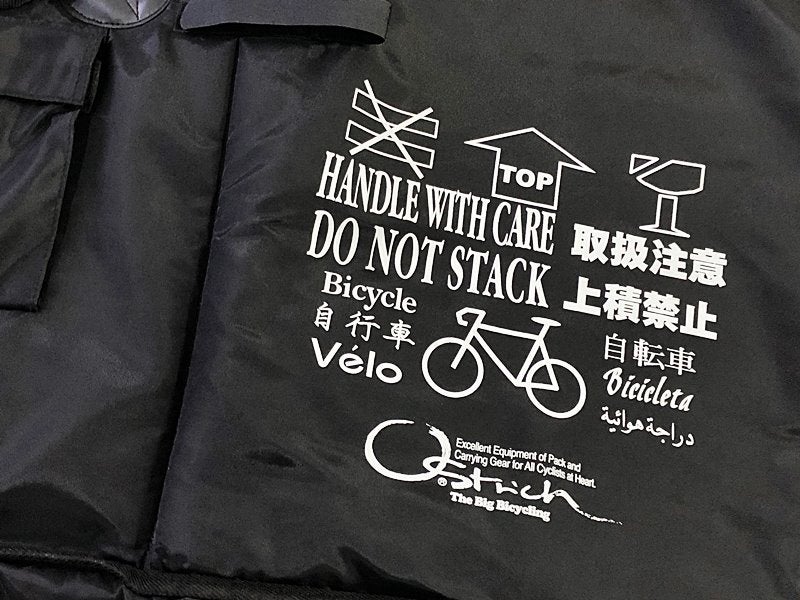 TOP
HANDLE WITH CARE
DO NOT STACK
取扱注意
上積禁止
Bicycle
自行車
Vélo
自転車
Bicicleta
دراجة هوائية
Ostrich
Excellent Equipment of Pack and
Carrying Gear for All Cyclists at Heart.
®
The Big Bicycling